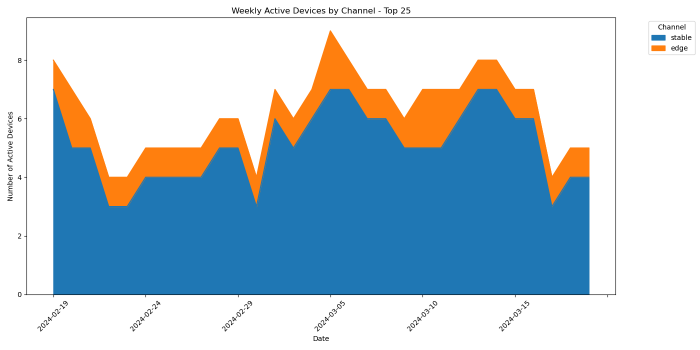 Weekly Active Devices by Channel - Top 25
Channel
stable
edge
Number of Active Devices
8
6
4
2
0
2024-02-19
2024-02-24
2024-02-29
2024-03-05
2024-03-10
2024-03-15
Date